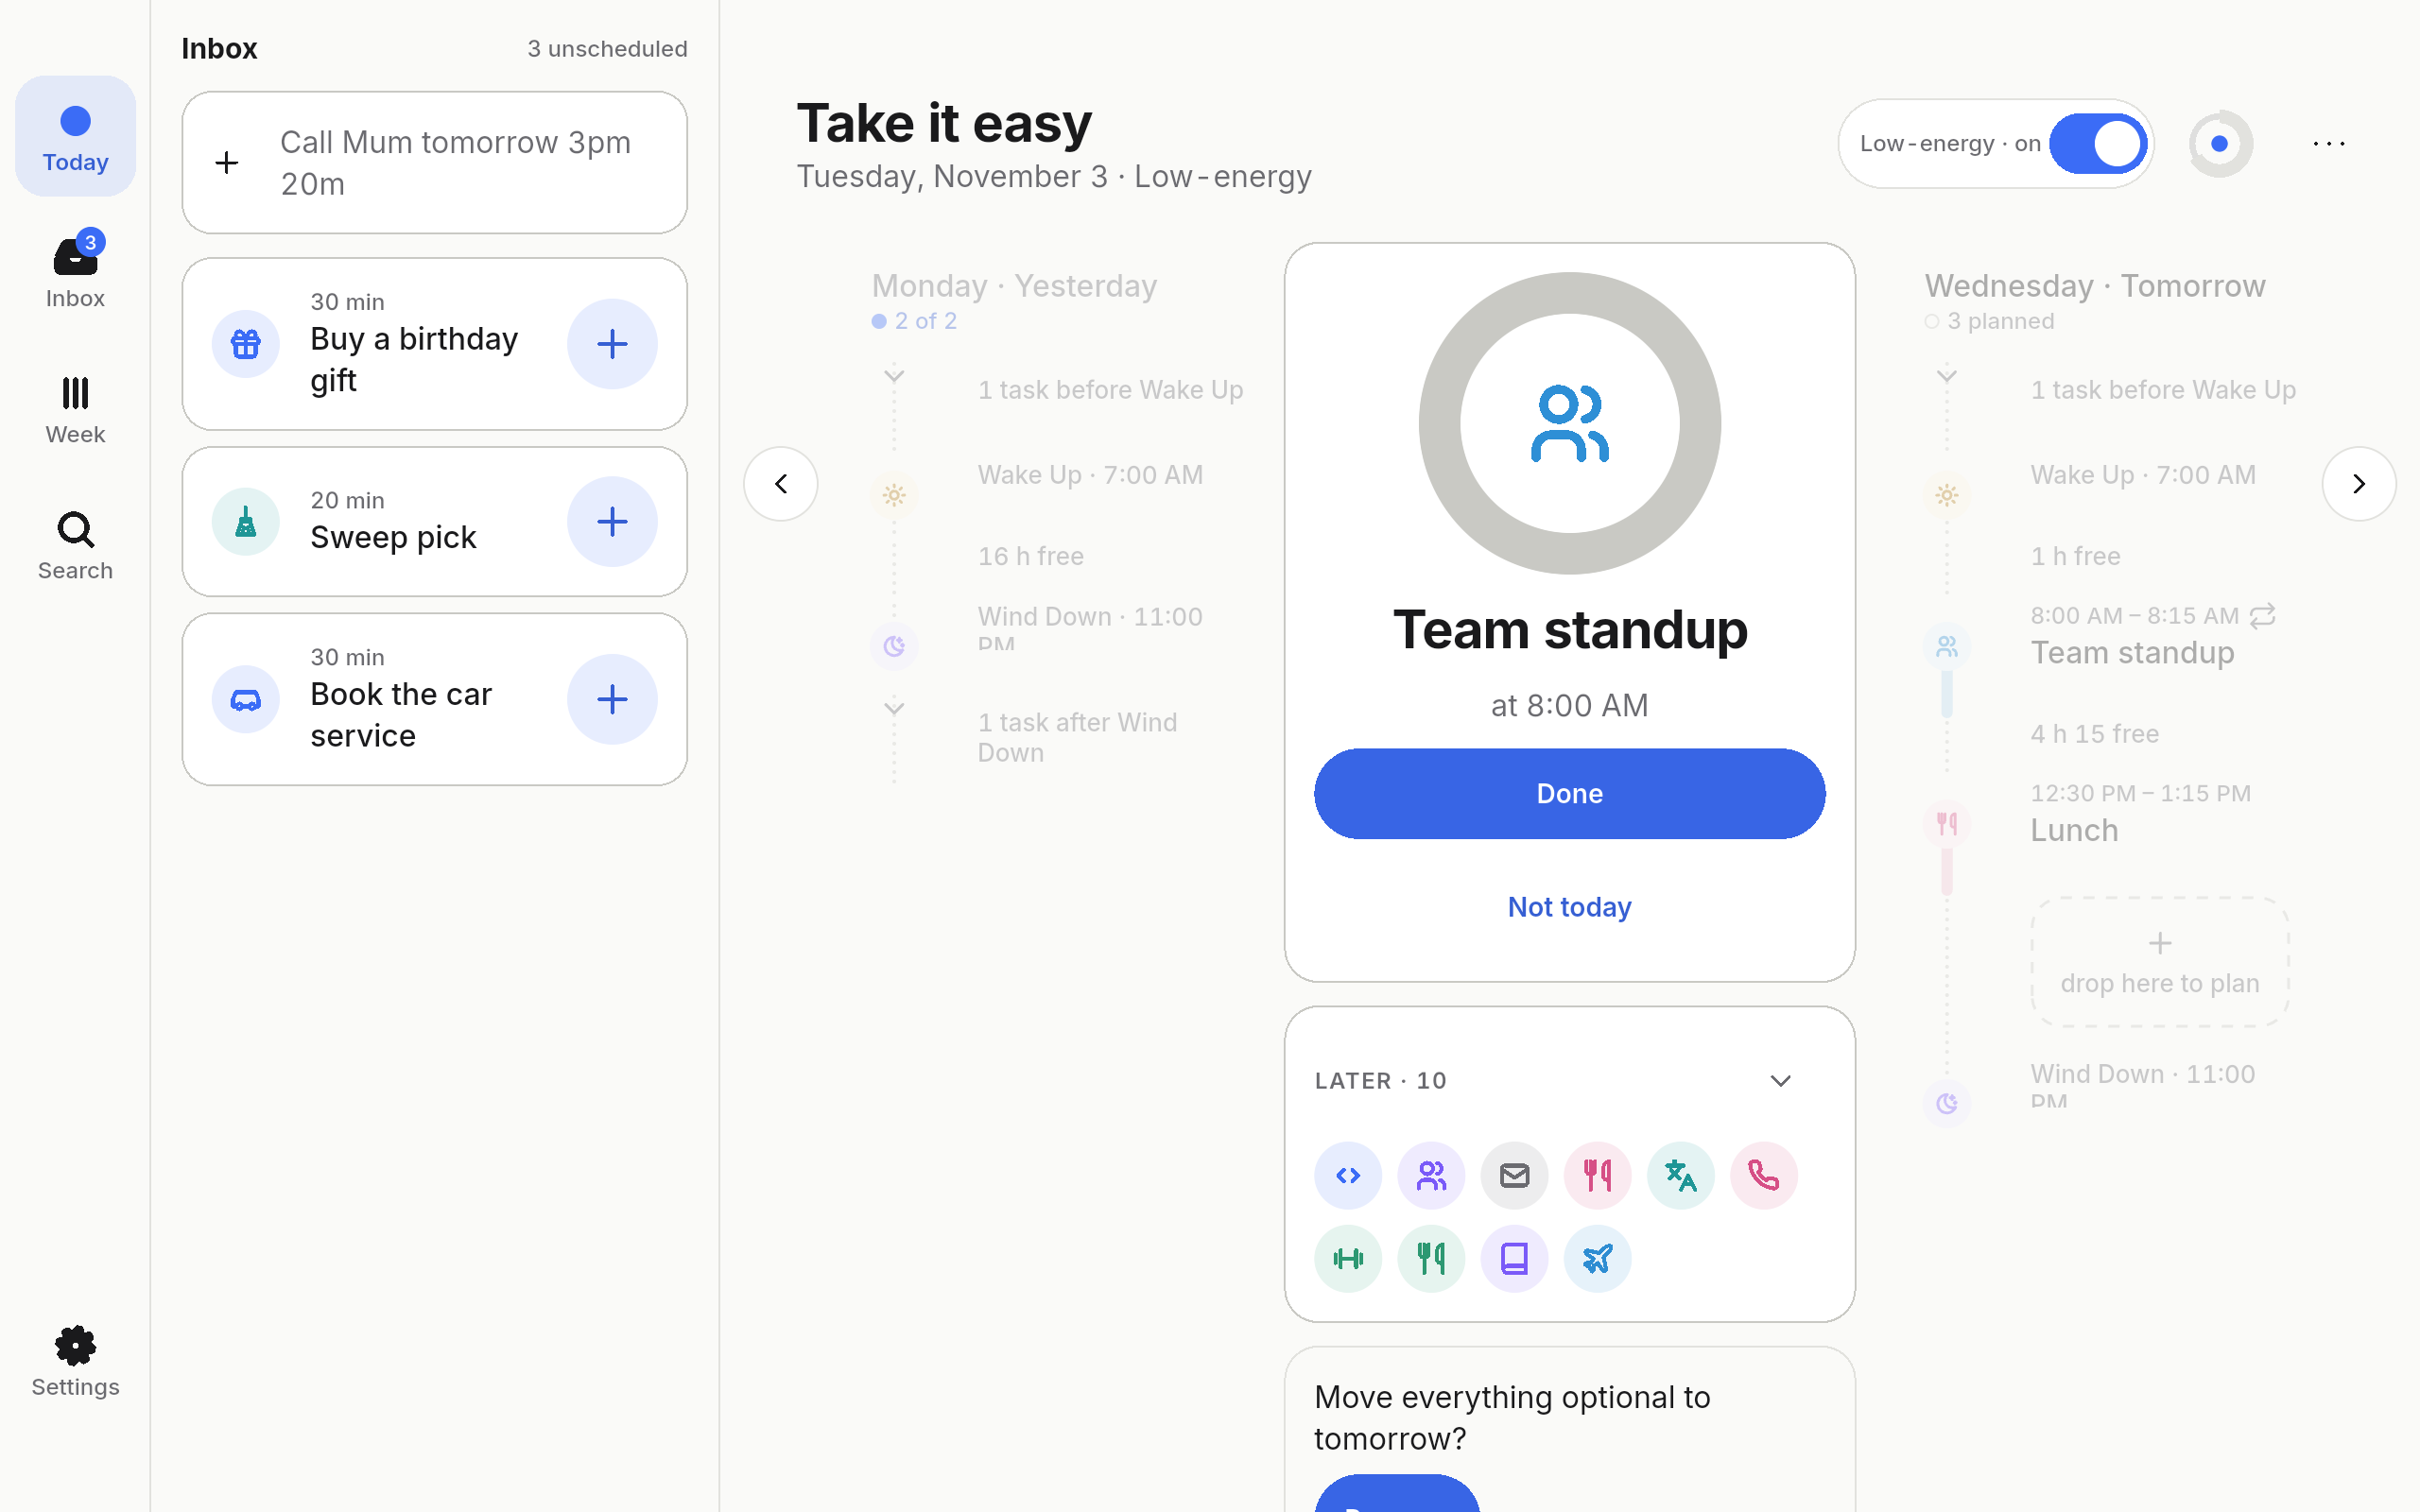 Today
3
Inbox
Week
Search
Settings
Inbox
3 unscheduled
Call Mum tomorrow 3pm
20m
30 min
Buy a birthday
gift
20 min
Sweep pick
30 min
Book the car
service
Take it easy
Tuesday, November 3 · Low-energy
Low-energy · on
Monday · Yesterday
2 of 2
1 task before Wake Up
Wake Up · 7:00 AM
16 h free
Wind Down · 11:00
PM
1 task after Wind
Down
Team standup
at 8:00 AM
Done
Not today
LATER · 10
Move everything optional to
tomorrow?
Wednesday · Tomorrow
3 planned
1 task before Wake Up
Wake Up · 7:00 AM
1 h free
8:00 AM – 8:15 AM
Team standup
4 h 15 free
12:30 PM – 1:15 PM
Lunch
drop here to plan
Wind Down · 11:00
PM